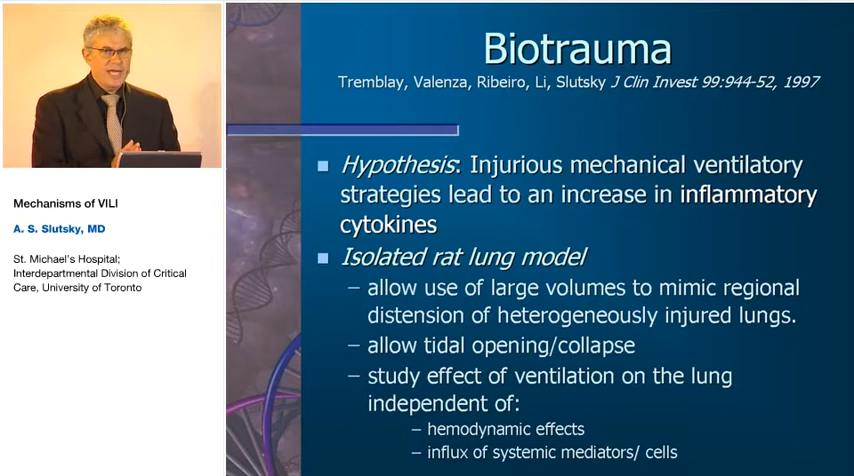 Biotrauma
Tremblay, Valenza, Ribeiro, Li, Slutsky J Clin Invest 99:944-52, 1997
Mechanisms of VILI
A. S. Slutsky, MD
St. Michael's Hospital;
Interdepartmental Division of Critical
Care, University of Toronto
Hypothesis: Injurious mechanical ventilatory
strategies lead to an increase in inflammatory
cytokines
Isolated rat lung model
– allow use of large volumes to mimic regional
distension of heterogeneously injured lungs.
– allow tidal opening/collapse
– study effect of ventilation on the lung
independent of:
– hemodynamic effects
– influx of systemic mediators/ cells